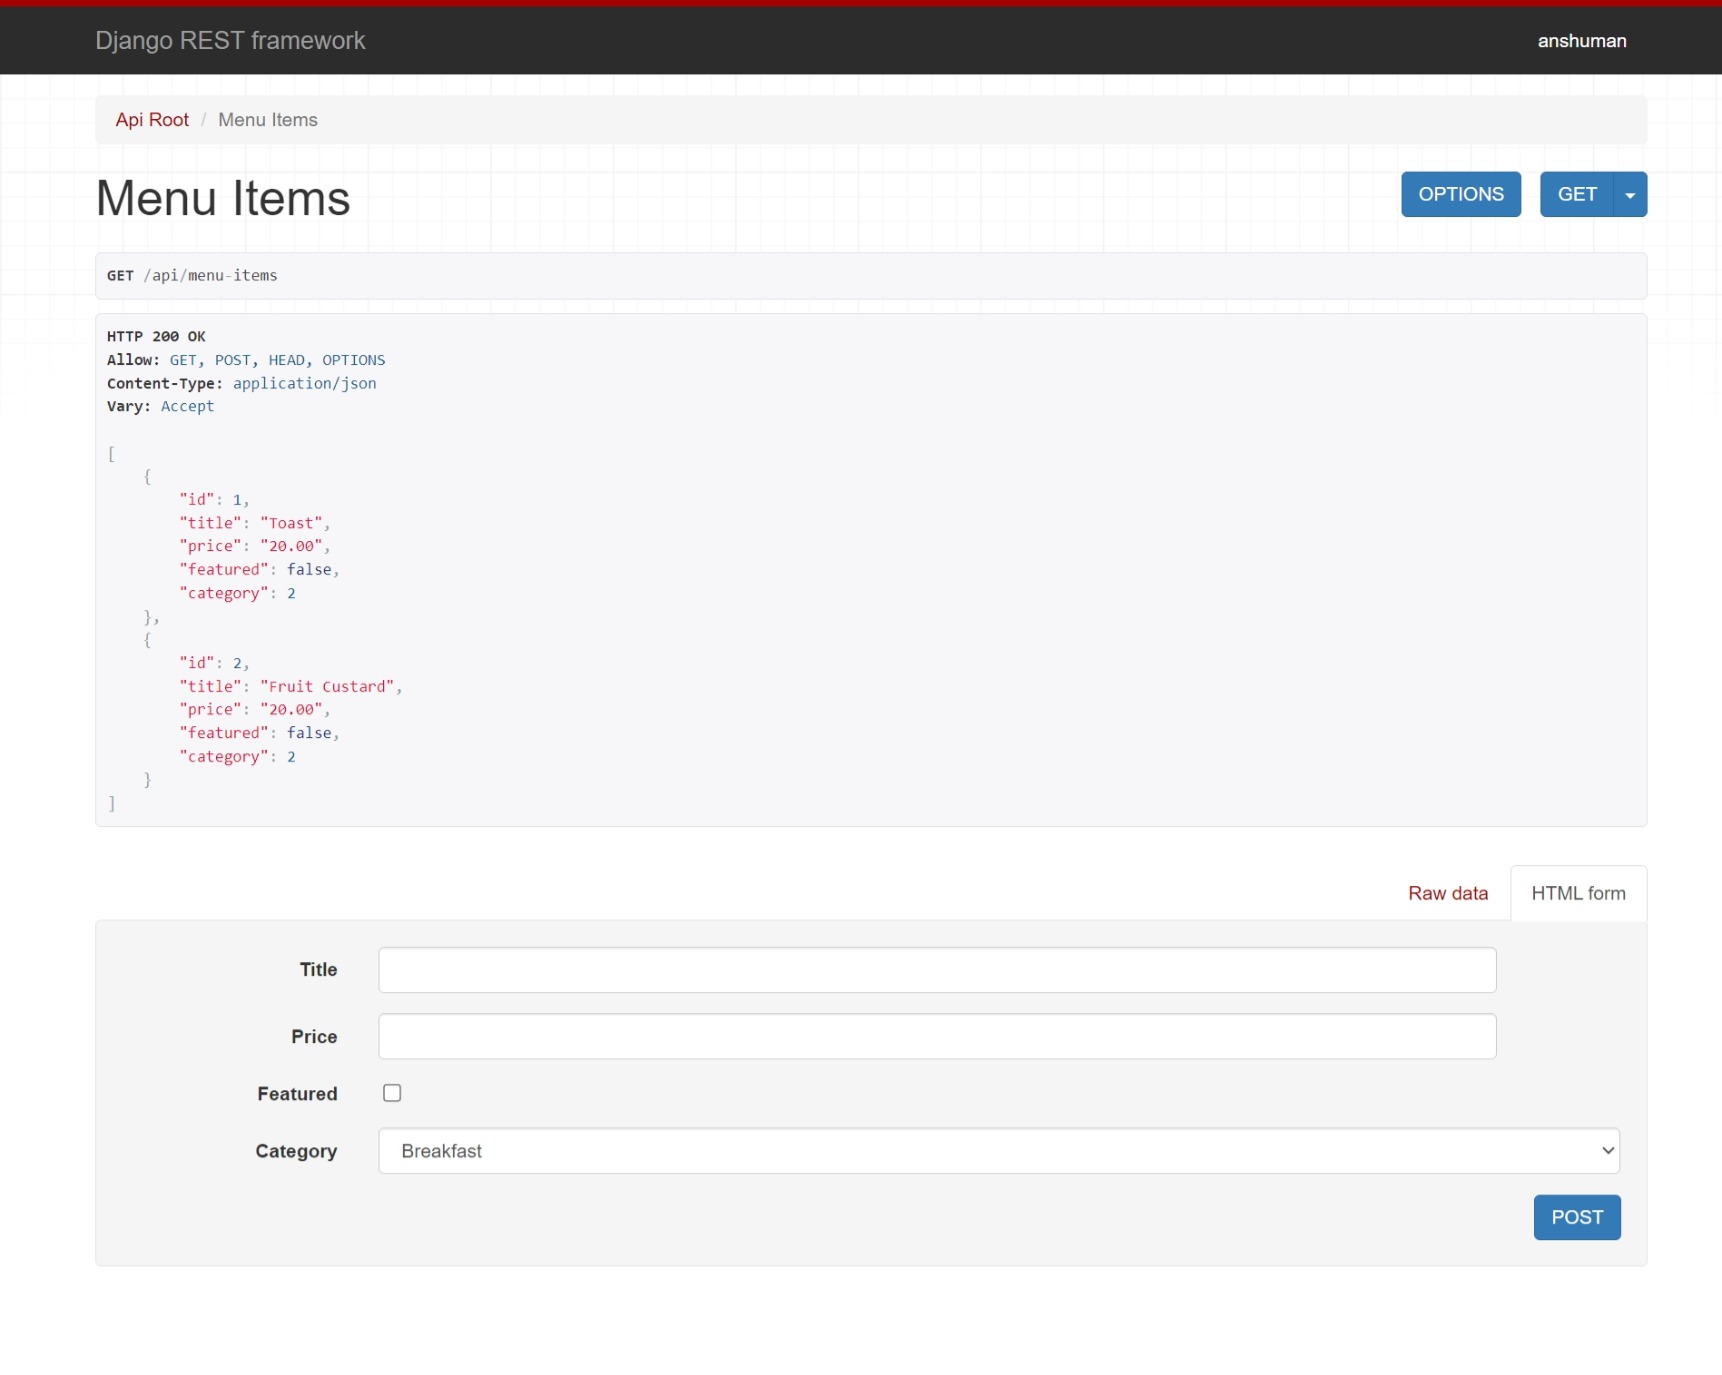 Django REST framework
anshuman
Api Root / Menu Items
Menu Items
OPTIONS
GET
GET /api/menu-items
HTTP 200 OK
Allow: GET, POST, HEAD, OPTIONS
Content-Type: application/json
Vary: Accept
[
    {
        "id": 1,
        "title": "Toast",
        "price": "20.00",
        "featured": false,
        "category": 2
    },
    {
        "id": 2,
        "title": "Fruit Custard",
        "price": "20.00",
        "featured": false,
        "category": 2
    }
]
Raw data
HTML form
Title
Price
Featured
Category
Breakfast
POST